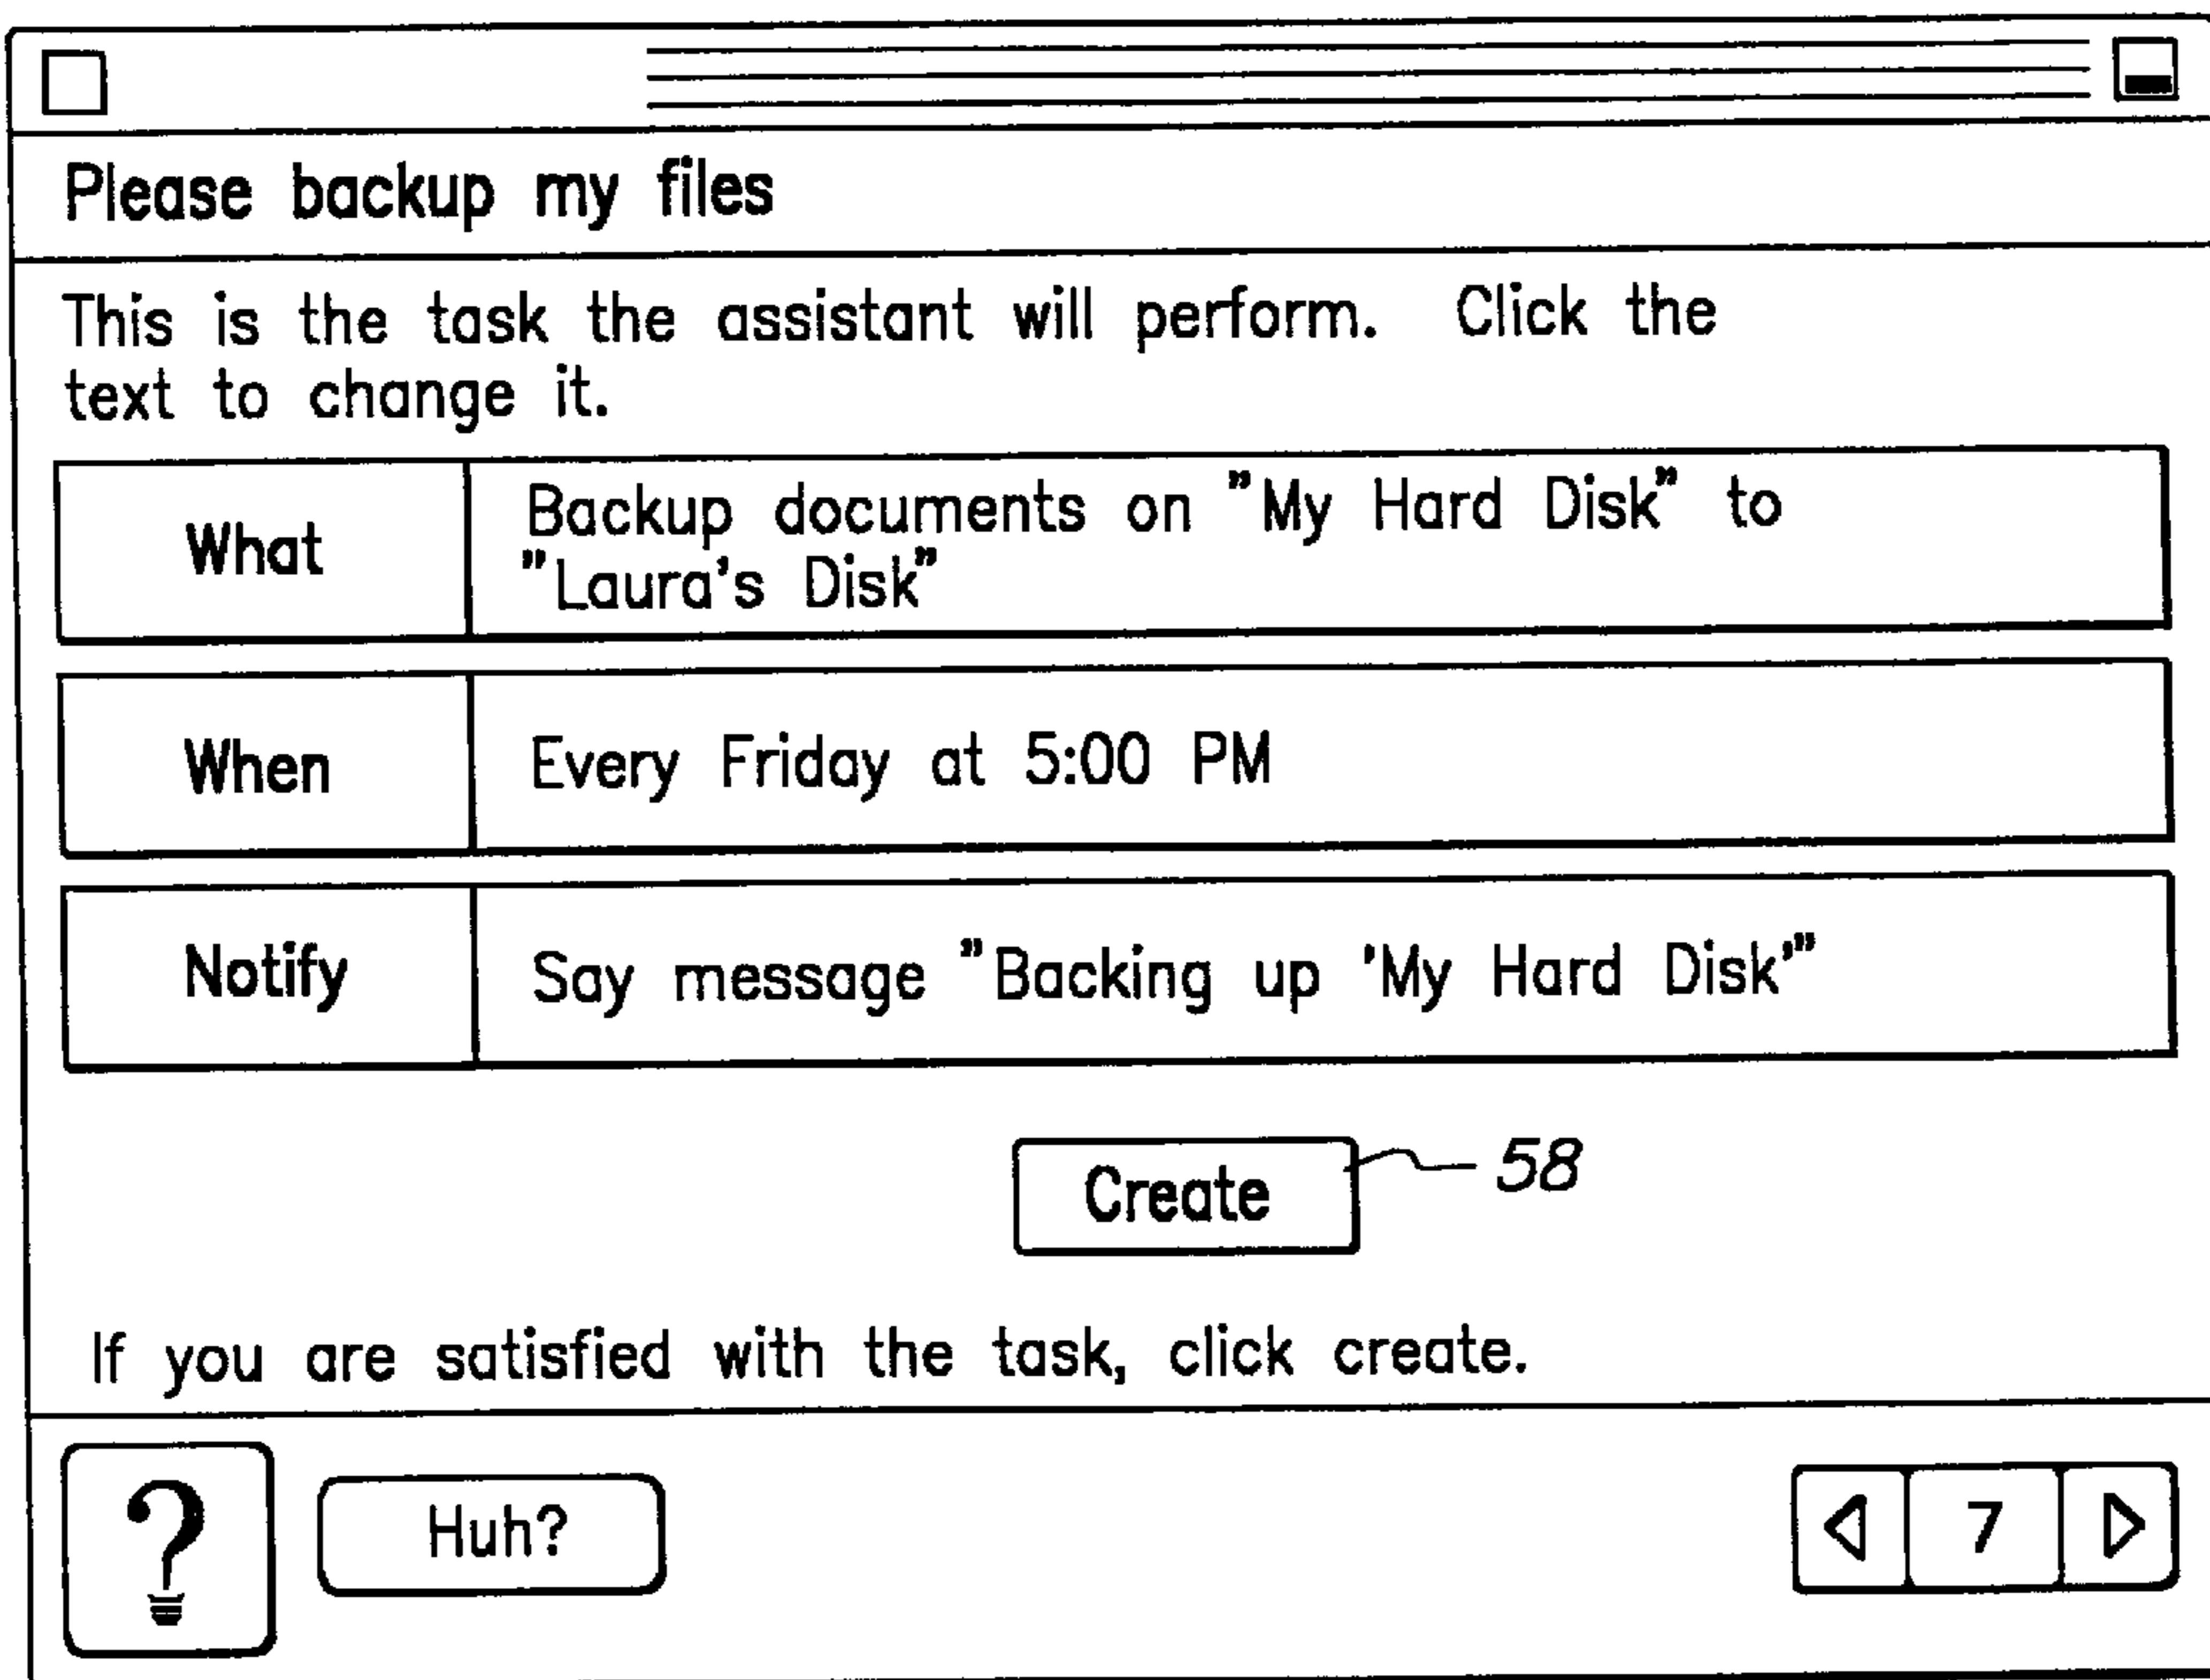 Please backup my files
This is the task the assistant will perform. Click the
text to change it.
What
Backup documents on "My Hard Disk" to
"Laura's Disk"
When
Every Friday at 5:00 PM
Notify
Say message "Backing up 'My Hard Disk'"
Create
58
If you are satisfied with the task, click create.
?
Huh?
7